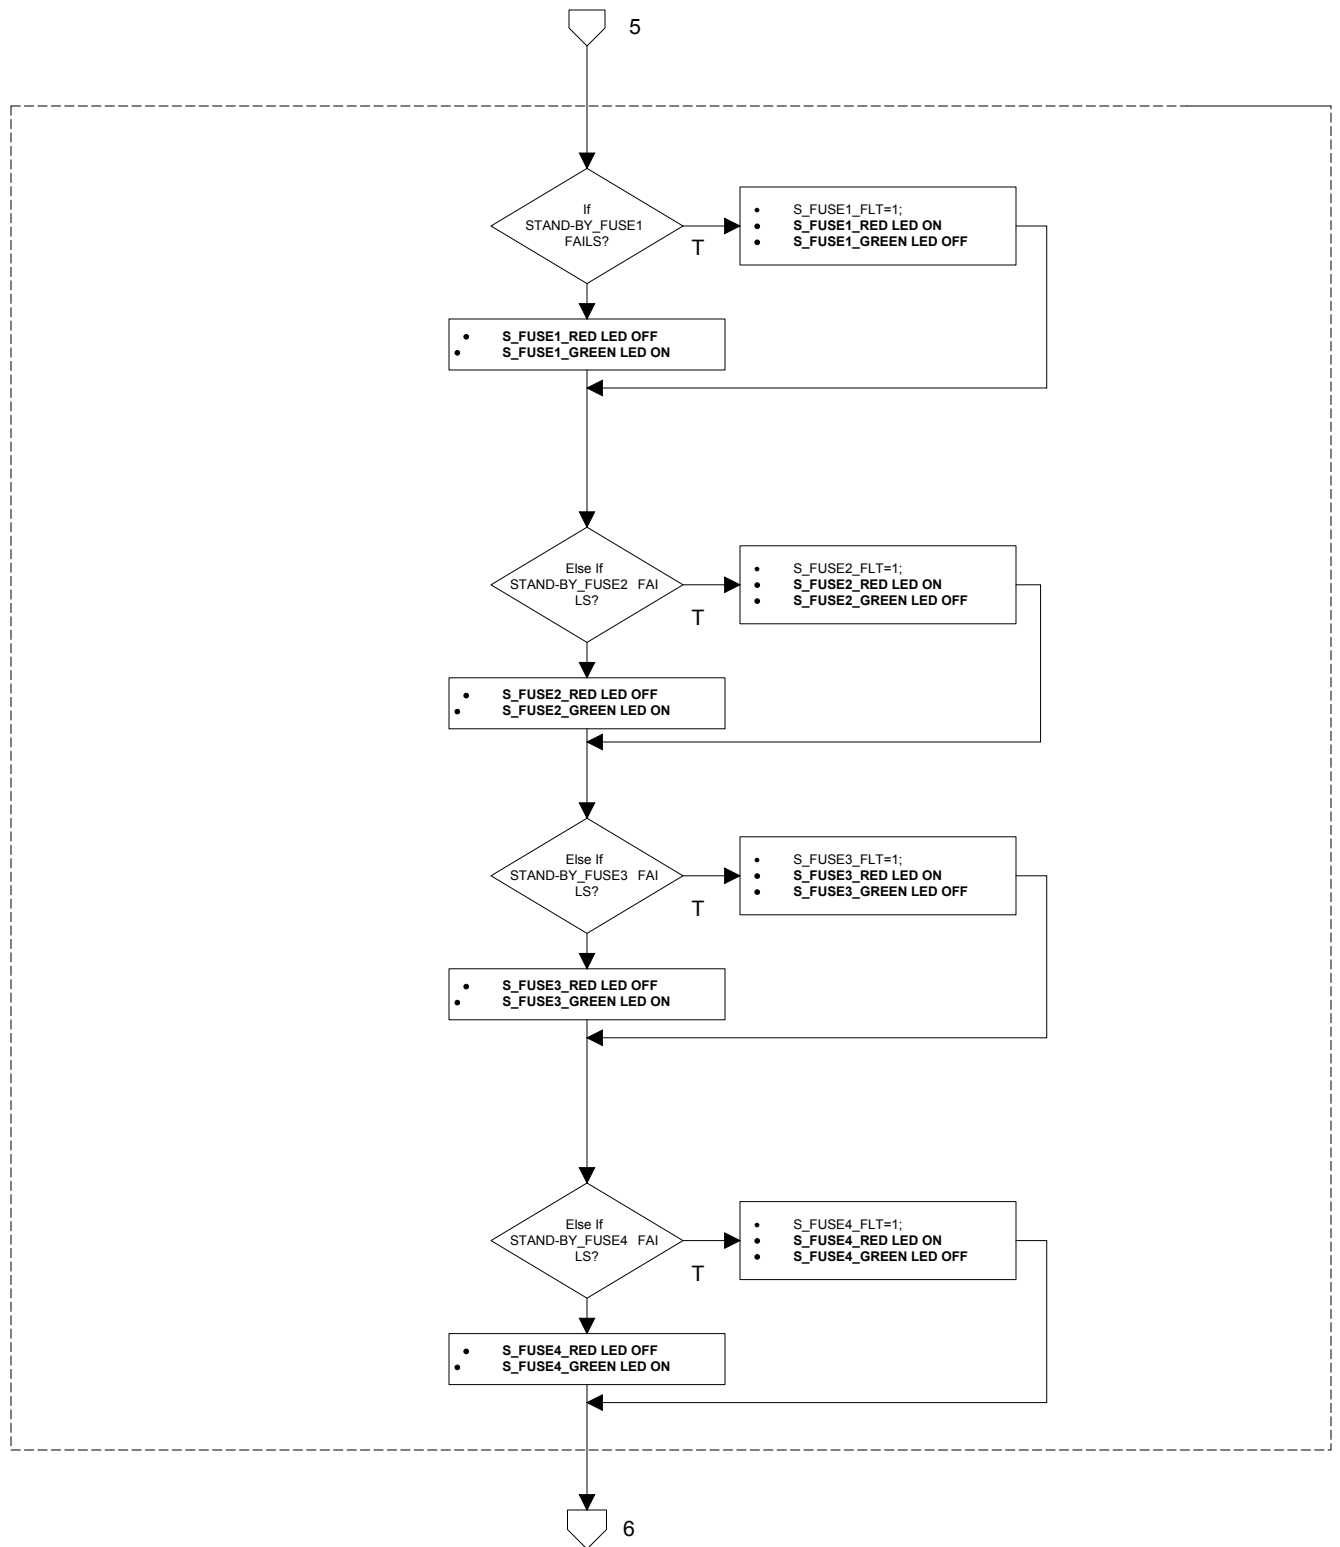 5
If
STAND-BY_FUSE1
FAILS?
T
• S_FUSE1_FLT=1;
• S_FUSE1_RED LED ON
• S_FUSE1_GREEN LED OFF
• S_FUSE1_RED LED OFF
• S_FUSE1_GREEN LED ON
Else If
STAND-BY_FUSE2 FAI
LS?
T
• S_FUSE2_FLT=1;
• S_FUSE2_RED LED ON
• S_FUSE2_GREEN LED OFF
• S_FUSE2_RED LED OFF
• S_FUSE2_GREEN LED ON
Else If
STAND-BY_FUSE3 FAI
LS?
T
• S_FUSE3_FLT=1;
• S_FUSE3_RED LED ON
• S_FUSE3_GREEN LED OFF
• S_FUSE3_RED LED OFF
• S_FUSE3_GREEN LED ON
Else If
STAND-BY_FUSE4 FAI
LS?
T
• S_FUSE4_FLT=1;
• S_FUSE4_RED LED ON
• S_FUSE4_GREEN LED OFF
• S_FUSE4_RED LED OFF
• S_FUSE4_GREEN LED ON
6